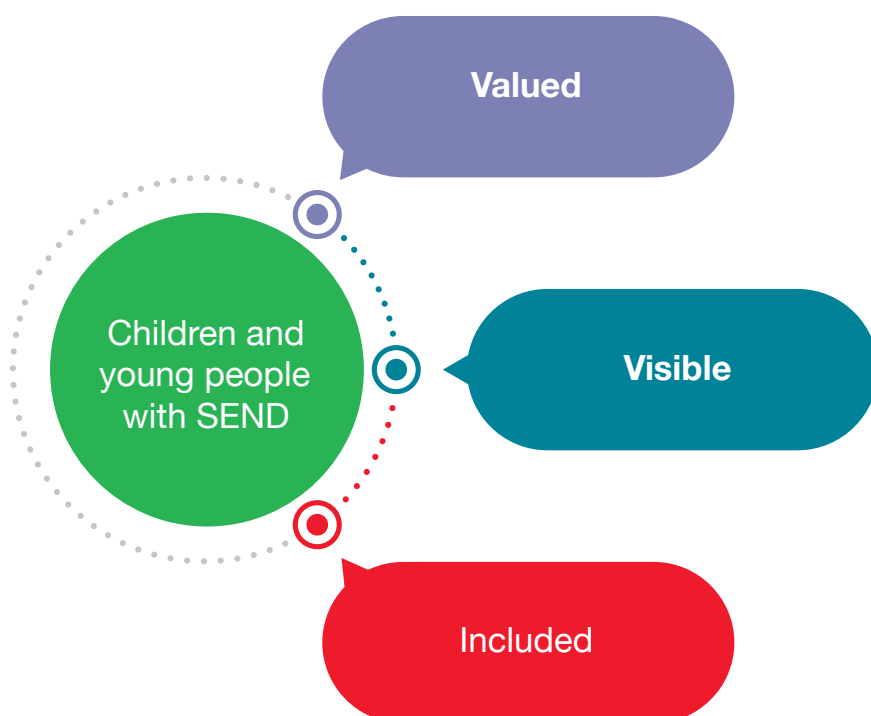 Valued
Children and
young people
with SEND
Visible
Included